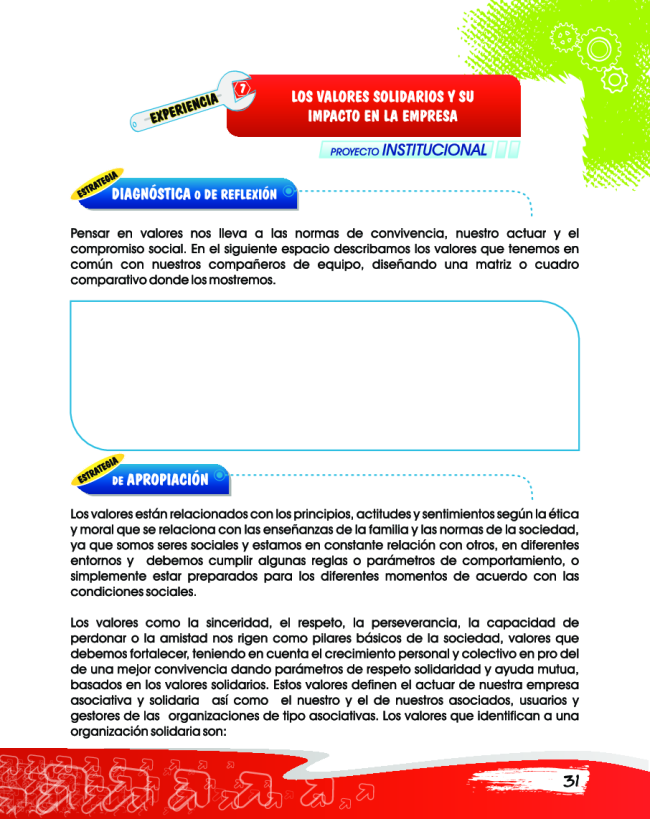 EXPERIENCIA 7
LOS VALORES SOLIDARIOS Y SU
IMPACTO EN LA EMPRESA
PROYECTO INSTITUCIONAL
ESTRATEGIA
DIAGNÓSTICA O DE REFLEXIÓN
Pensar en valores nos lleva a las normas de convivencia, nuestro actuar y el
compromiso social. En el siguiente espacio describamos los valores que tenemos en
común con nuestros compañeros de equipo, diseñando una matriz o cuadro
comparativo donde los mostremos.
ESTRATEGIA
DE APROPIACIÓN
Los valores están relacionados con los principios, actitudes y sentimientos según la ética
y moral que se relaciona con las enseñanzas de la familia y las normas de la sociedad,
ya que somos seres sociales y estamos en constante relación con otros, en diferentes
entornos y debemos cumplir algunas reglas o parámetros de comportamiento, o
simplemente estar preparados para los diferentes momentos de acuerdo con las
condiciones sociales.
Los valores como la sinceridad, el respeto, la perseverancia, la capacidad de
perdonar o la amistad nos rigen como pilares básicos de la sociedad, valores que
debemos fortalecer, teniendo en cuenta el crecimiento personal y colectivo en pro del
de una mejor convivencia dando parámetros de respeto solidaridad y ayuda mutua,
basados en los valores solidarios. Estos valores definen el actuar de nuestra empresa
asociativa y solidaria así como el nuestro y el de nuestros asociados, usuarios y
gestores de las organizaciones de tipo asociativas. Los valores que identifican a una
organización solidaria son:
31